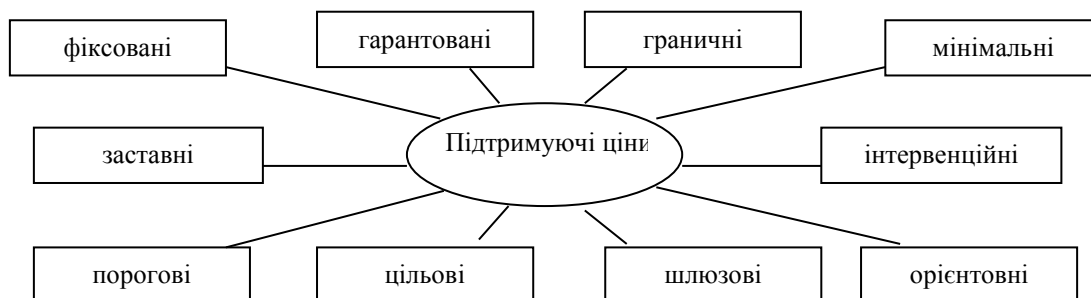 фіксовані
гарантовані
граничні
мінімальні
Підтримуючі ціни
заставні
інтервенційні
порогові
цільові
шлюзові
орієнтовні